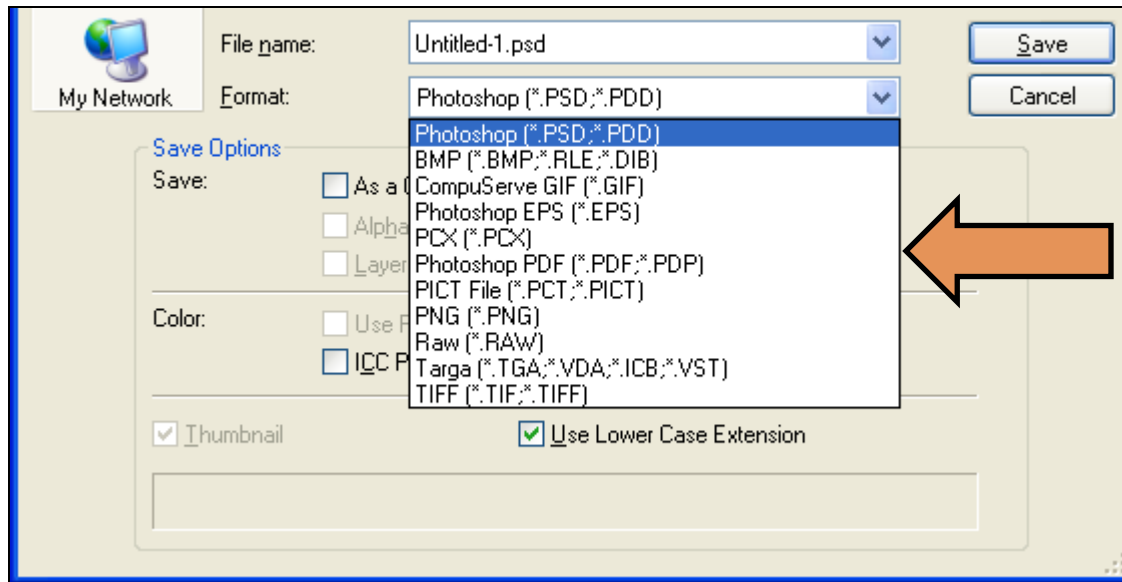 File name:
Untitled-1.psd
Save
My Network
Format:
Photoshop (*.PSD;*.PDD)
Cancel
Photoshop (*.PSD;*.PDD)
BMP (*.BMP;*.RLE;*.DIB)
CompuServe GIF (*.GIF)
Photoshop EPS (*.EPS)
PCX (*.PCX)
Photoshop PDF (*.PDF;*.PDP)
PICT File (*.PCT;*.PICT)
PNG (*.PNG)
Raw (*.RAW)
Targa (*.TGA;*.VDA;*.ICB;*.VST)
TIFF (*.TIF;*.TIFF)
Save Options
Save:
As a
Color:
Use
Thumbnail
Use Lower Case Extension